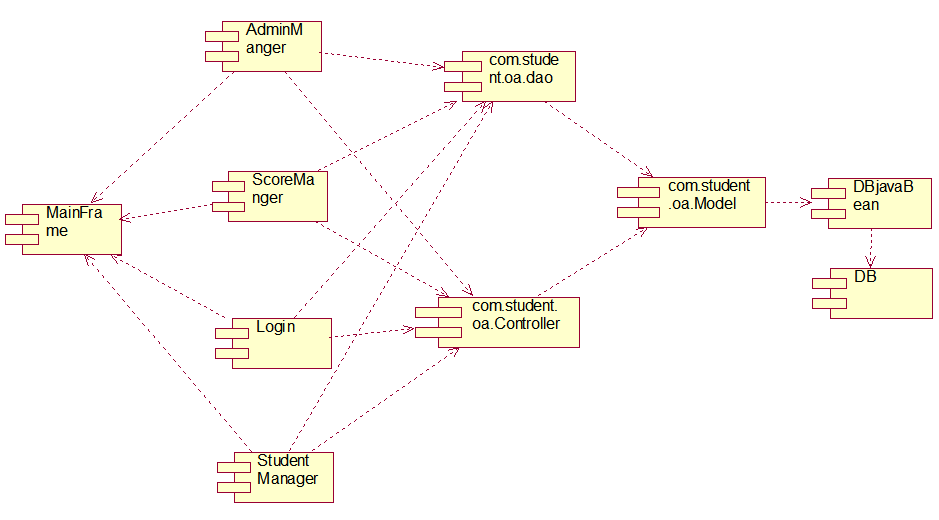 AdminM
anger
com.stude
nt.oa.dao
ScoreMa
nger
com.student
.oa.Model
DBjavaB
ean
MainFra
me
DB
com.student.
oa.Controller
Login
Student
Manager